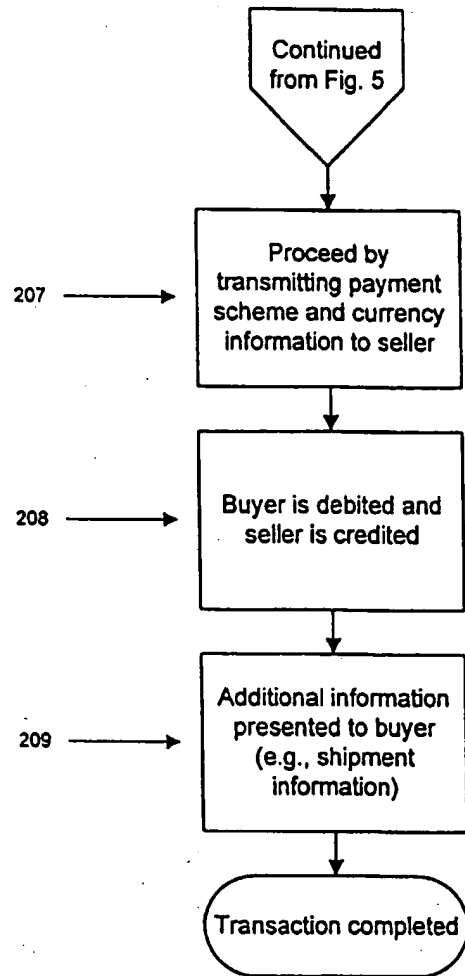 Continued
from Fig. 5
Proceed by
transmitting payment
scheme and currency
information to seller
207
Buyer is debited and
seller is credited
208
Additional information
presented to buyer
(e.g., shipment
information)
209
Transaction completed